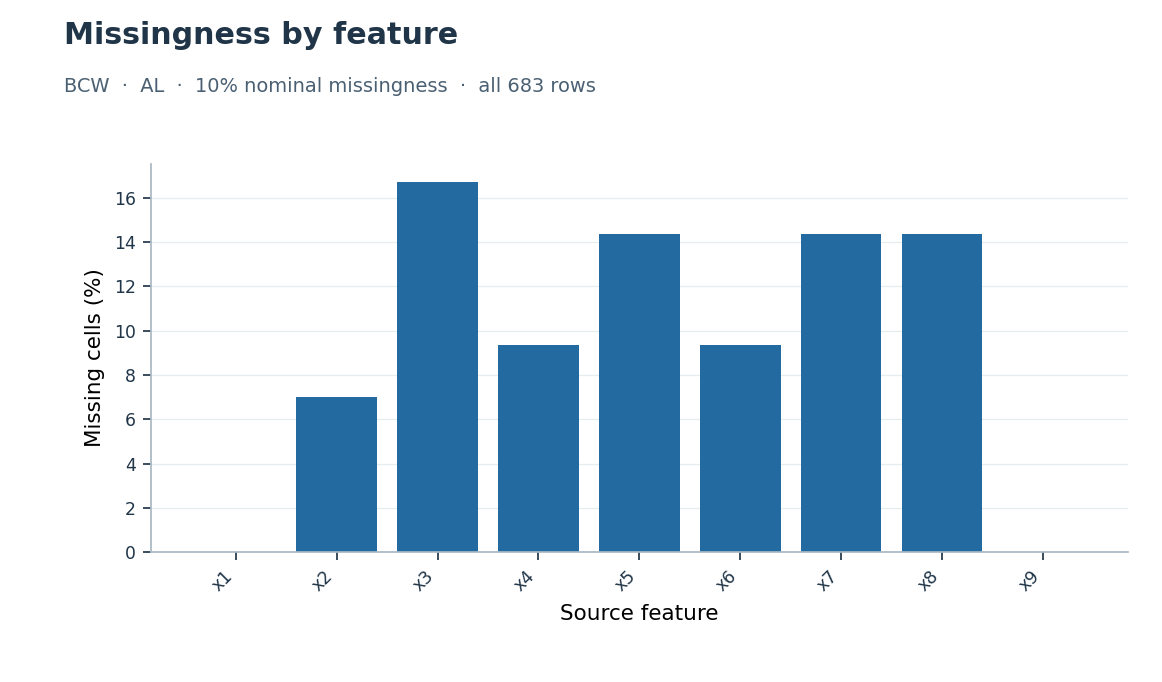 Missingness by feature
BCW · AL · 10% nominal missingness · all 683 rows
Missing cells (%)
16
14
12
10
8
6
4
2
0
x1 x2 x3 x4 x5 x6 x7 x8 x9
Source feature